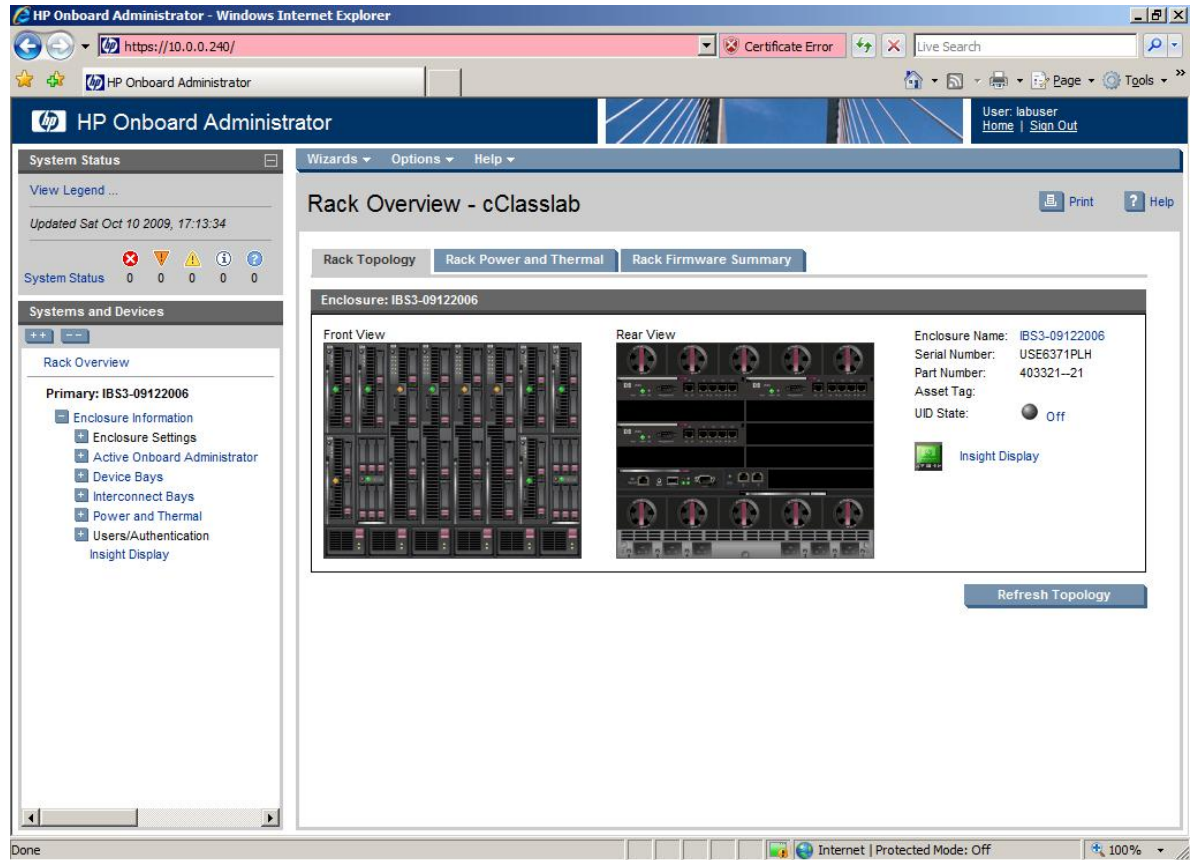 HP Onboard Administrator - Windows Internet Explorer
https://10.0.0.240/
Certificate Error
Live Search
HP Onboard Administrator
Page
Tools
HP Onboard Administrator
User: labuser
Home | Sign Out
System Status
View Legend ...
Updated Sat Oct 10 2009, 17:13:34
System Status 0 0 0 0 0
Systems and Devices
Rack Overview
Primary: IBS3-09122006
Enclosure Information
Enclosure Settings
Active Onboard Administrator
Device Bays
Interconnect Bays
Power and Thermal
Users/Authentication
Insight Display
Wizards Options Help
Rack Overview - cClasslab
Print
Help
Rack Topology
Rack Power and Thermal
Rack Firmware Summary
Enclosure: IBS3-09122006
Front View
Rear View
Enclosure Name: IBS3-09122006
Serial Number: USE6371PLH
Part Number: 403321--21
Asset Tag:
UID State: Off
Insight Display
Refresh Topology
Done
Internet | Protected Mode: Off
100%